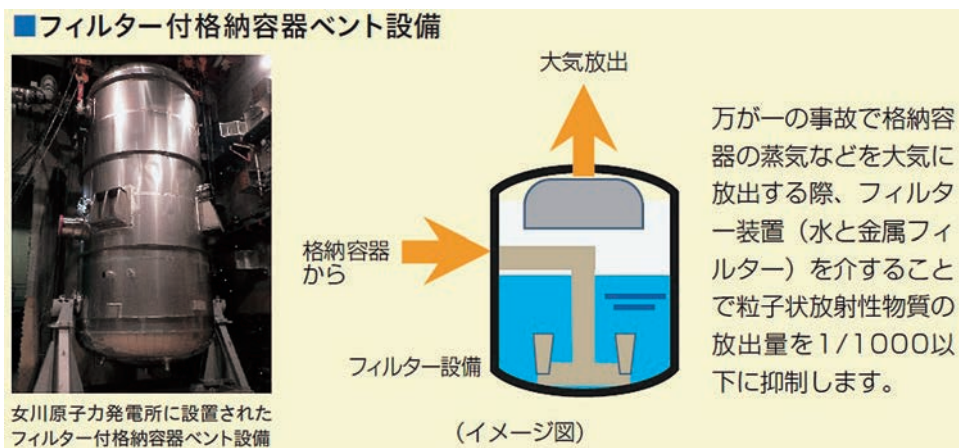 ■フィルター付格納容器ベント設備
大気放出
格納容器
から
フィルター設備
(イメージ図)
万が一の事故で格納容
器の蒸気などを大気に
放出する際、フィルタ
ー装置（水と金属フィ
ルター）を介すること
で粒子状放射性物質の
放出量を1/1000以
下に抑制します。
女川原子力発電所に設置された
フィルター付格納容器ベント設備